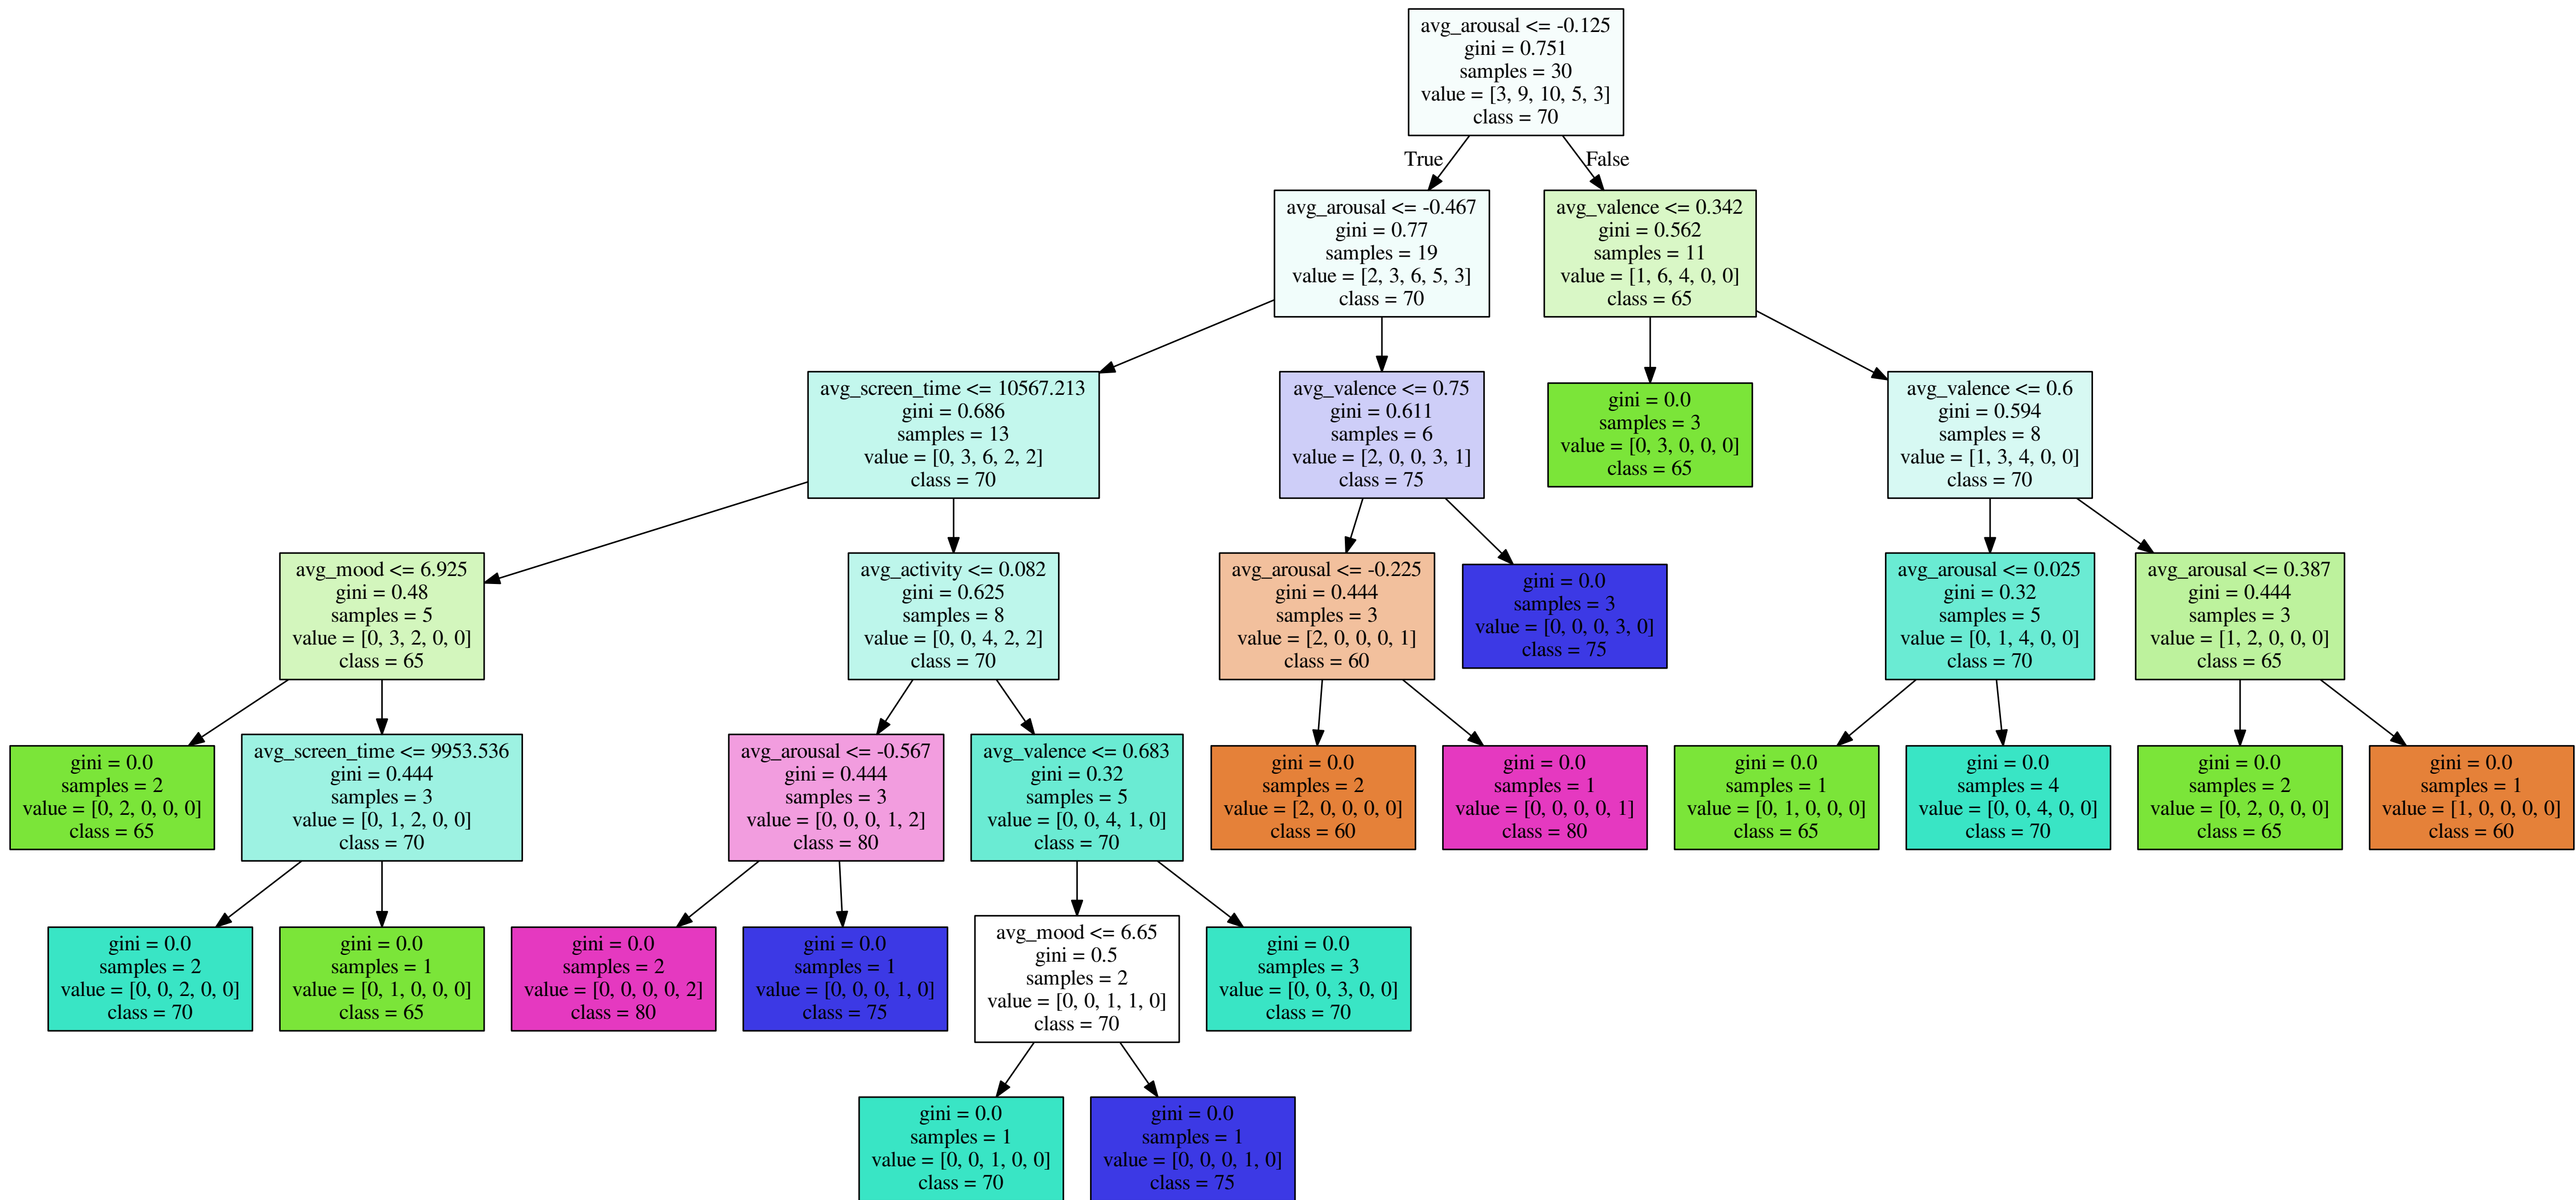 avg_arousal <= -0.125
gini = 0.751
samples = 30
value = [3, 9, 10, 5, 3]
class = 70
True
False
avg_arousal <= -0.467
gini = 0.77
samples = 19
value = [2, 3, 6, 5, 3]
class = 70
avg_valence <= 0.342
gini = 0.562
samples = 11
value = [1, 6, 4, 0, 0]
class = 65
avg_screen_time <= 10567.213
gini = 0.686
samples = 13
value = [0, 3, 6, 2, 2]
class = 70
avg_valence <= 0.75
gini = 0.611
samples = 6
value = [2, 0, 0, 3, 1]
class = 75
gini = 0.0
samples = 3
value = [0, 3, 0, 0, 0]
class = 65
avg_valence <= 0.6
gini = 0.594
samples = 8
value = [1, 3, 4, 0, 0]
class = 70
avg_mood <= 6.925
gini = 0.48
samples = 5
value = [0, 3, 2, 0, 0]
class = 65
avg_activity <= 0.082
gini = 0.625
samples = 8
value = [0, 0, 4, 2, 2]
class = 70
avg_arousal <= -0.225
gini = 0.444
samples = 3
value = [2, 0, 0, 0, 1]
class = 60
gini = 0.0
samples = 3
value = [0, 0, 0, 3, 0]
class = 75
avg_arousal <= 0.025
gini = 0.32
samples = 5
value = [0, 1, 4, 0, 0]
class = 70
avg_arousal <= 0.387
gini = 0.444
samples = 3
value = [1, 2, 0, 0, 0]
class = 65
gini = 0.0
samples = 2
value = [0, 2, 0, 0, 0]
class = 65
avg_screen_time <= 9953.536
gini = 0.444
samples = 3
value = [0, 1, 2, 0, 0]
class = 70
avg_arousal <= -0.567
gini = 0.444
samples = 3
value = [0, 0, 0, 1, 2]
class = 80
avg_valence <= 0.683
gini = 0.32
samples = 5
value = [0, 0, 4, 1, 0]
class = 70
gini = 0.0
samples = 2
value = [2, 0, 0, 0, 0]
class = 60
gini = 0.0
samples = 1
value = [0, 0, 0, 0, 1]
class = 80
gini = 0.0
samples = 1
value = [0, 1, 0, 0, 0]
class = 65
gini = 0.0
samples = 4
value = [0, 0, 4, 0, 0]
class = 70
gini = 0.0
samples = 2
value = [0, 2, 0, 0, 0]
class = 65
gini = 0.0
samples = 1
value = [1, 0, 0, 0, 0]
class = 60
gini = 0.0
samples = 2
value = [0, 0, 2, 0, 0]
class = 70
gini = 0.0
samples = 1
value = [0, 1, 0, 0, 0]
class = 65
gini = 0.0
samples = 2
value = [0, 0, 0, 0, 2]
class = 80
gini = 0.0
samples = 1
value = [0, 0, 0, 1, 0]
class = 75
avg_mood <= 6.65
gini = 0.5
samples = 2
value = [0, 0, 1, 1, 0]
class = 70
gini = 0.0
samples = 3
value = [0, 0, 3, 0, 0]
class = 70
gini = 0.0
samples = 1
value = [0, 0, 1, 0, 0]
class = 70
gini = 0.0
samples = 1
value = [0, 0, 0, 1, 0]
class = 75